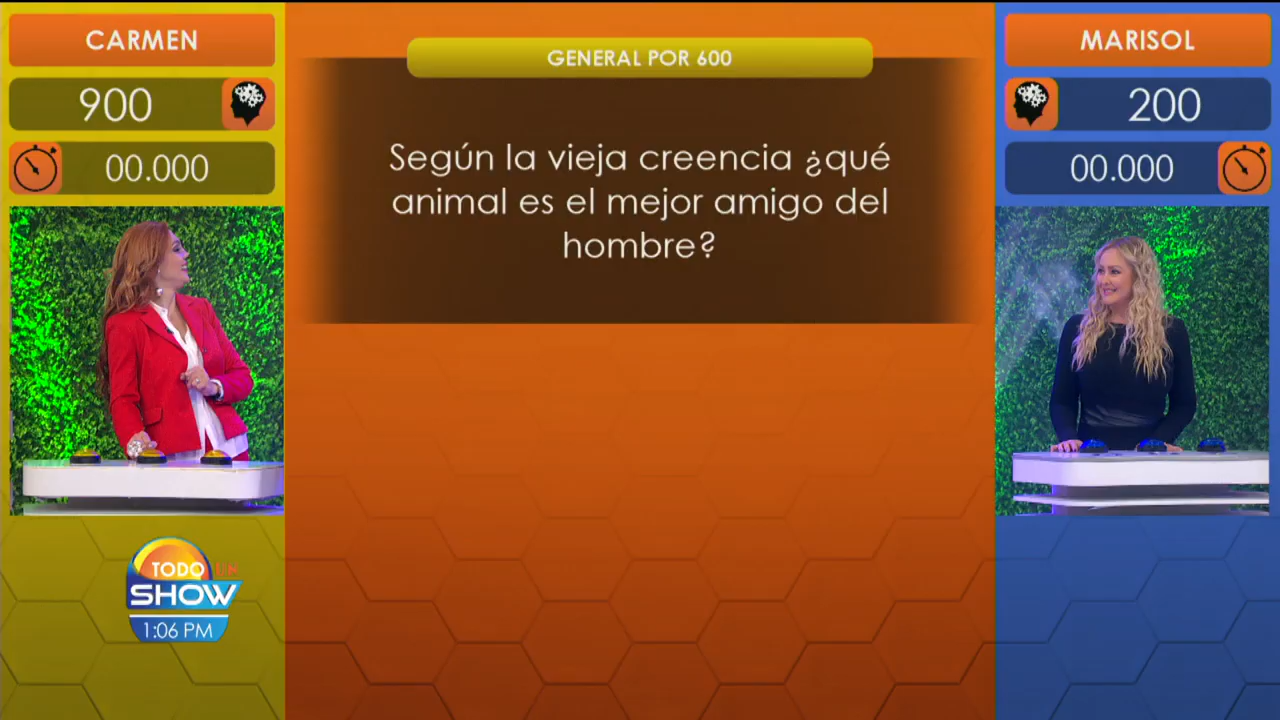 CARMEN
900
00.000
GENERAL POR 600
Según la vieja creencia ¿qué
animal es el mejor amigo del
hombre?
MARISOL
200
00.000
TODO UN
SHOW
1:06 PM